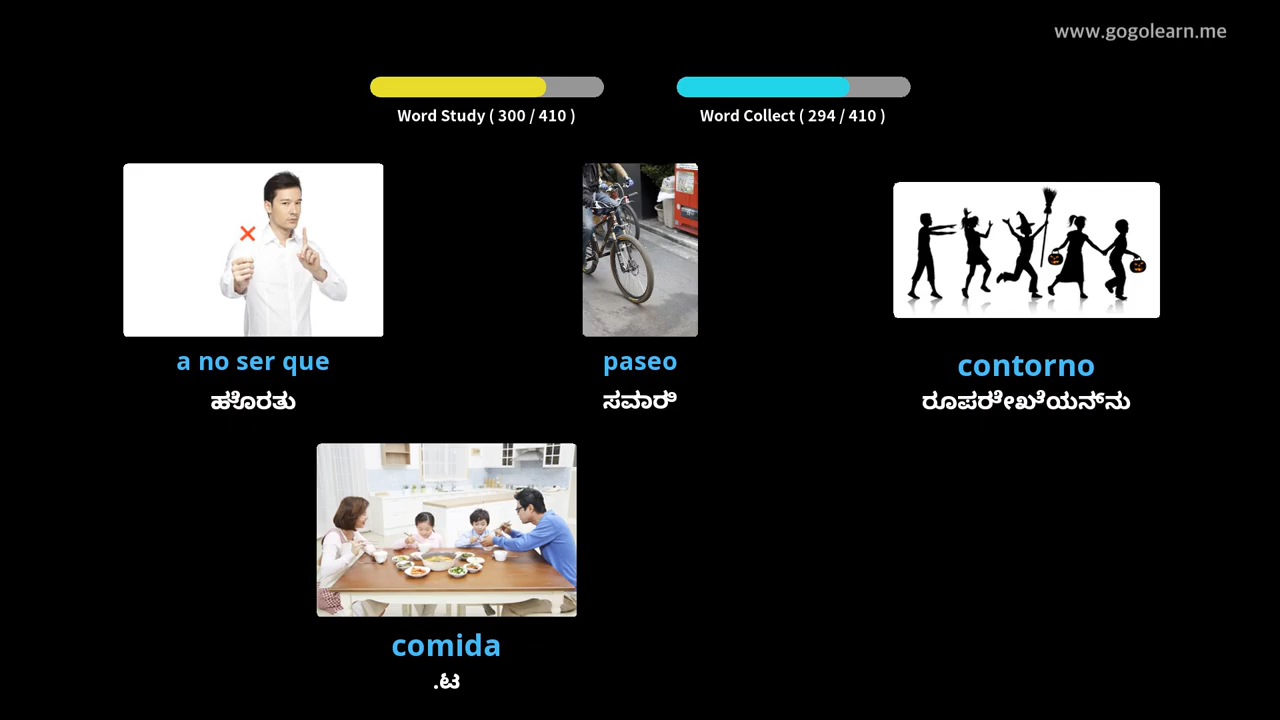 www.gogolearn.me
Word Study ( 300 / 410 )
Word Collect ( 294 / 410 )
a no ser que
ಹೊರತು
paseo
ಸವಾರಿ
contorno
ರೂಪರೇಖೆಯನ್ನು
comida
.ಟ